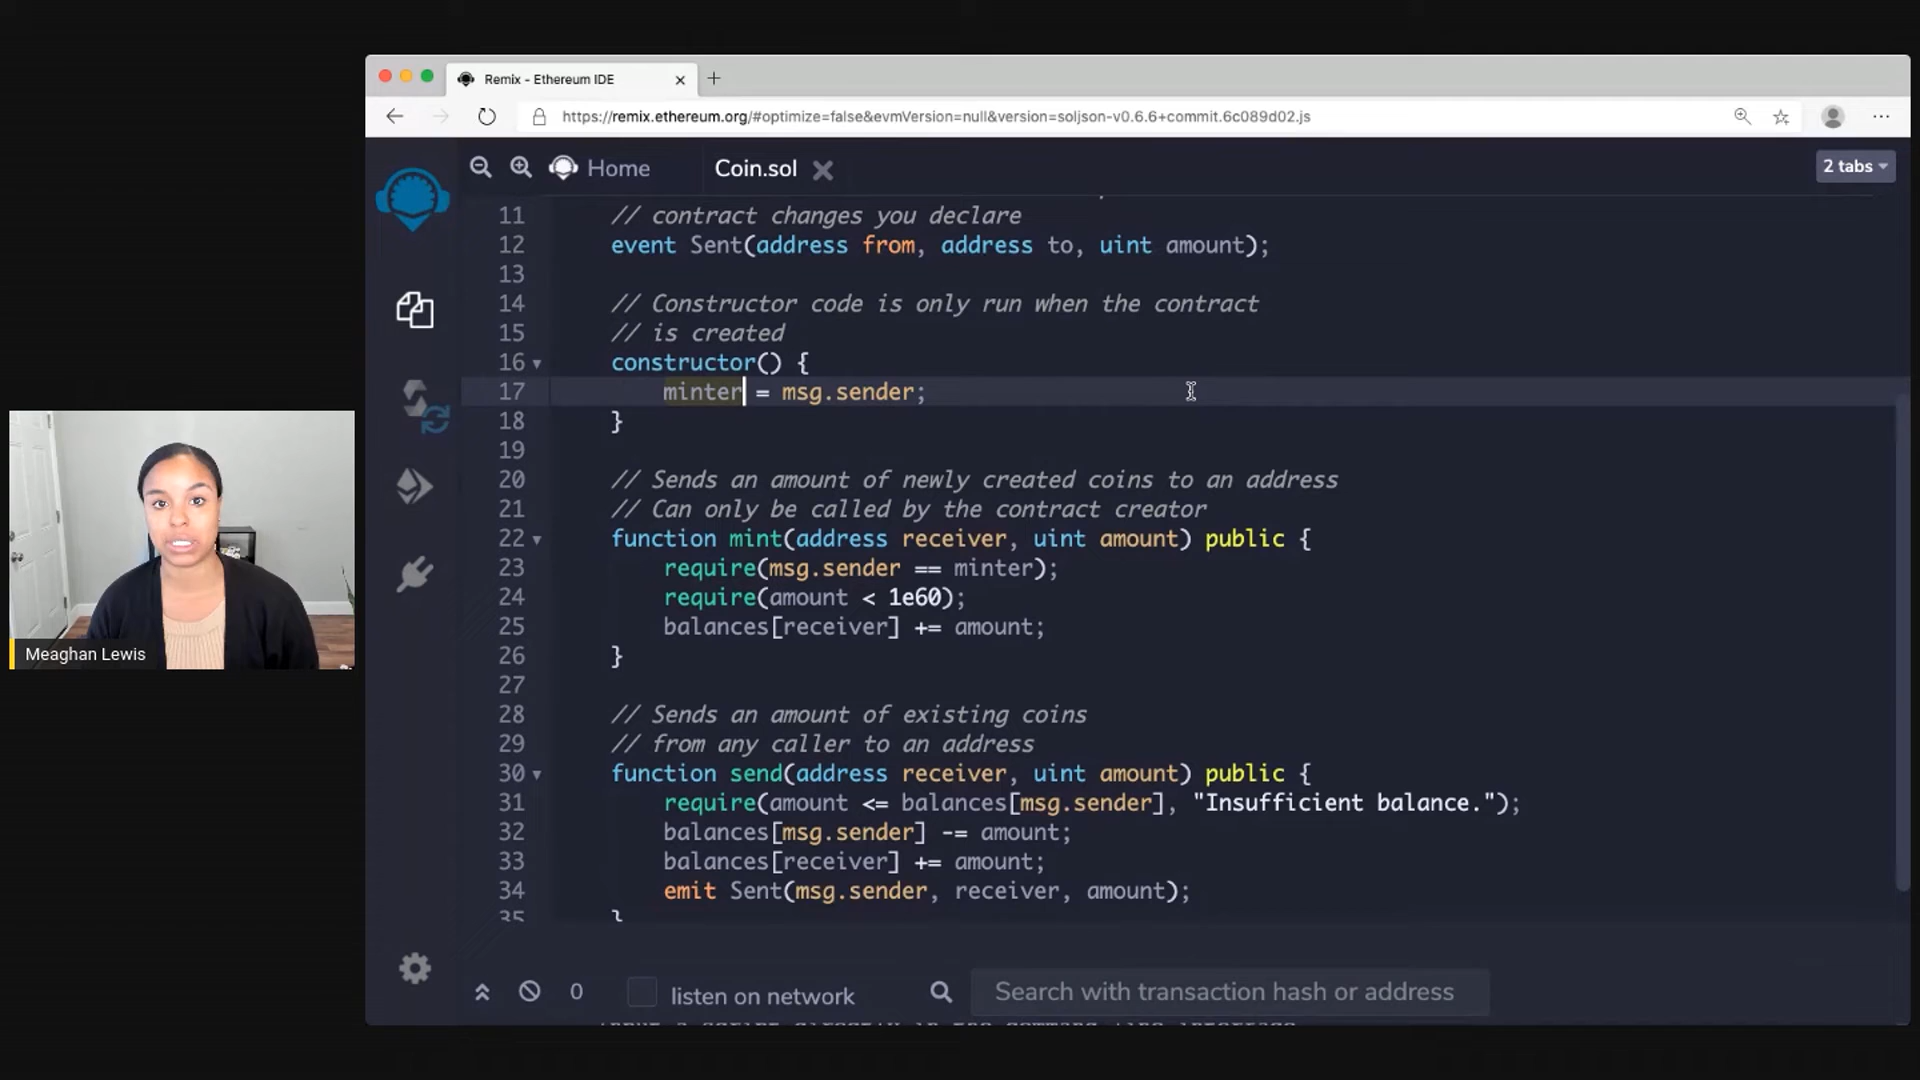 Remix - Ethereum IDE
https://remix.ethereum.org/#optimize=false&evmVersion=null&version=soljson-v0.6.6+commit.6c089d02.js
Home
Coin.sol
2 tabs
11 // contract changes you declare
12 event Sent(address from, address to, uint amount);
13
14 // Constructor code is only run when the contract
15 // is created
16 constructor() {
17 minter = msg.sender;
18 }
19
20 // Sends an amount of newly created coins to an address
21 // Can only be called by the contract creator
22 function mint(address receiver, uint amount) public {
23 require(msg.sender == minter);
24 require(amount < 1e60);
25 balances[receiver] += amount;
26 }
27
28 // Sends an amount of existing coins
29 // from any caller to an address
30 function send(address receiver, uint amount) public {
31 require(amount <= balances[msg.sender], "Insufficient balance.");
32 balances[msg.sender] -= amount;
33 balances[receiver] += amount;
34 emit Sent(msg.sender, receiver, amount);
35 }
0
listen on network
Search with transaction hash or address
Meaghan Lewis